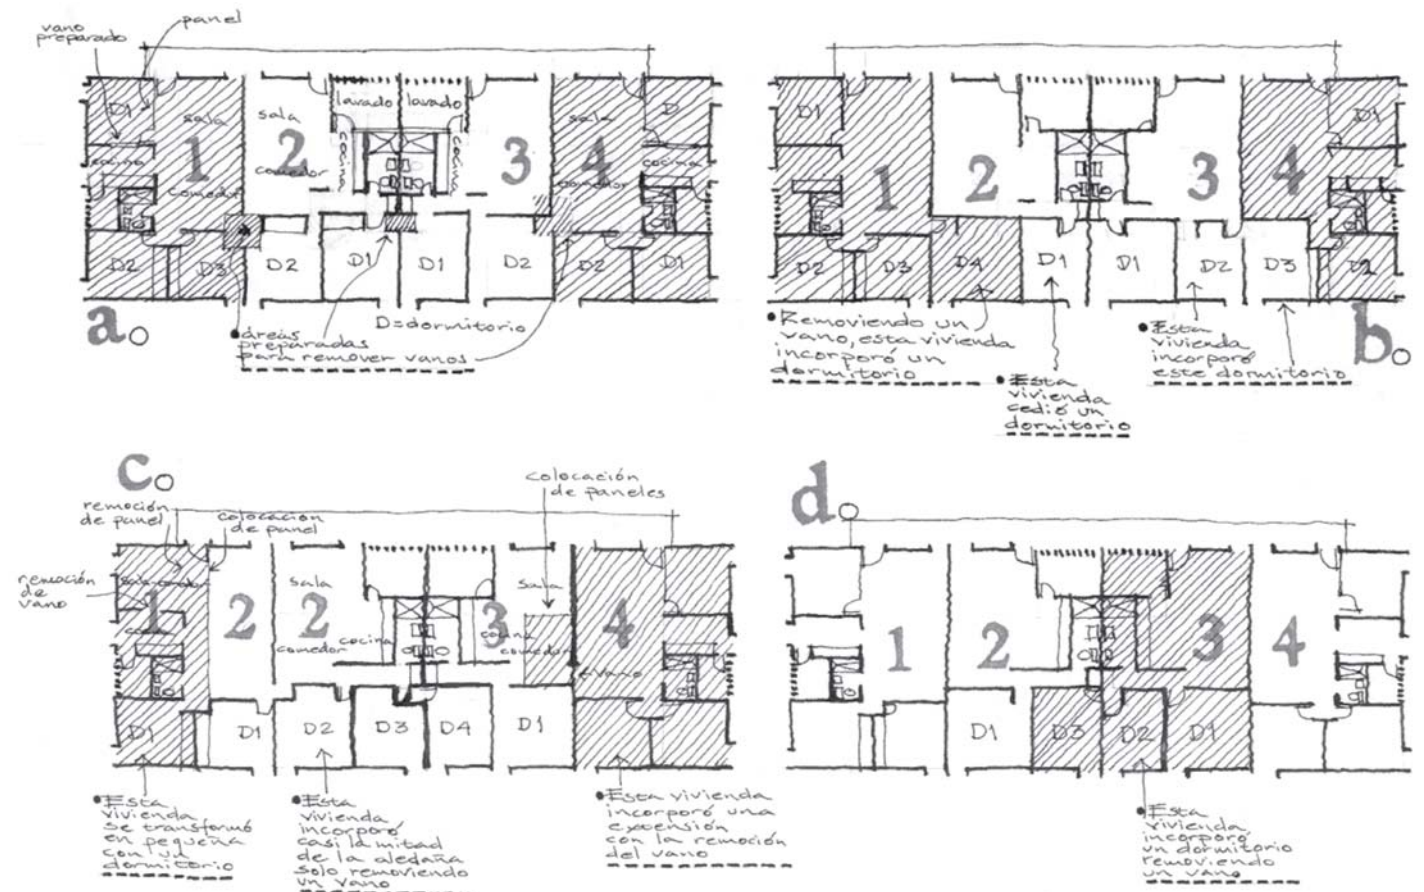 vano
preparado
panel
D1
sala
1
cocina
comedor
D2
D3
sala
2
comedor
lavado
lavado
cocina
cocina
D2
D1
D1
D2
3
sala
4
comedor
D
cocina
D2
D1
a.
D=dormitorio
áreas
preparadas
para remover vanos
D1
1
D2
D3
D4
2
D1
D1
3
D2
D3
4
D1
D2
b.
Removiendo un
vano, esta vivienda
incorporó un
dormitorio
Esta
vivienda
cedió un
dormitorio
Esta
vivienda
incorporó
este dormitorio
c.
remoción
de panel
colocación
de panel
colocación
de paneles
remoción
de
vano
sala-comedor
1
D1
2
D1
sala
2
comedor
cocina
D2
D3
D4
sala
3
cocina
comedor
D1
4
vano
Esta
vivienda
se transformó
en pequeña
con un
dormitorio
Esta
vivienda
incorporó
casi la mitad
de la aledaña
solo removiendo
un vano
Esta vivienda
incorporó una
extensión
con la remoción
del vano
d.
1
2
D1
D3
D2
D1
3
4
Esta
vivienda
incorporó
un dormitorio
removiendo
un vano